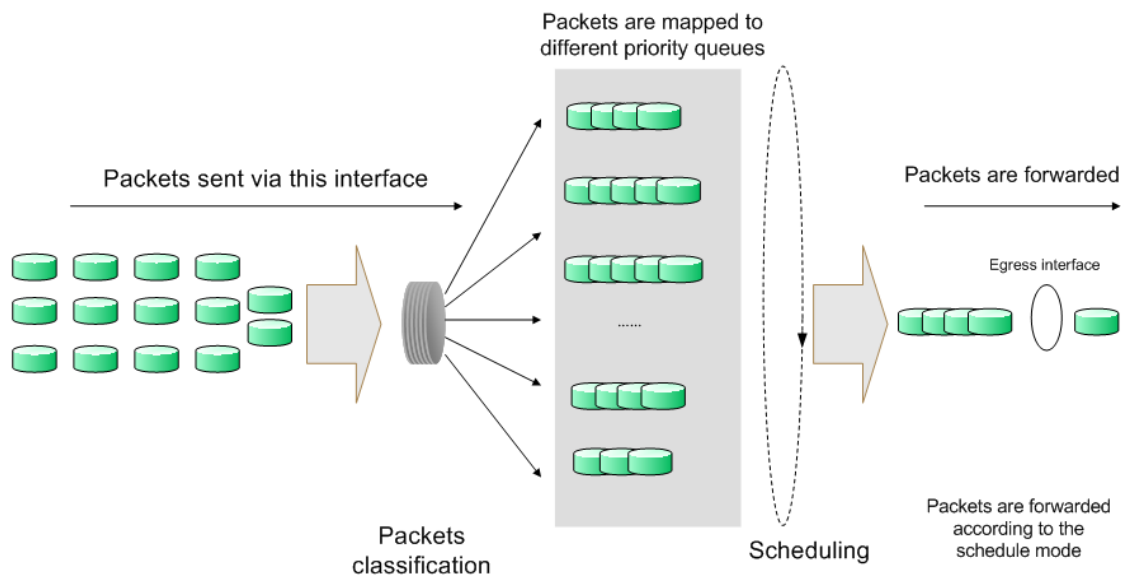 Packets are mapped to
different priority queues
Packets sent via this interface
Packets are forwarded
Egress interface
......
Packets
classification
Scheduling
Packets are forwarded
according to the
schedule mode